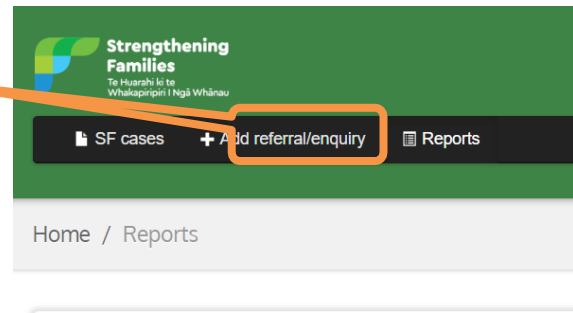 Strengthening
Families
Te Huarahi ki te
Whakapiripiri I Ngā Whānau
SF cases + Add referral/enquiry Reports
Home / Reports